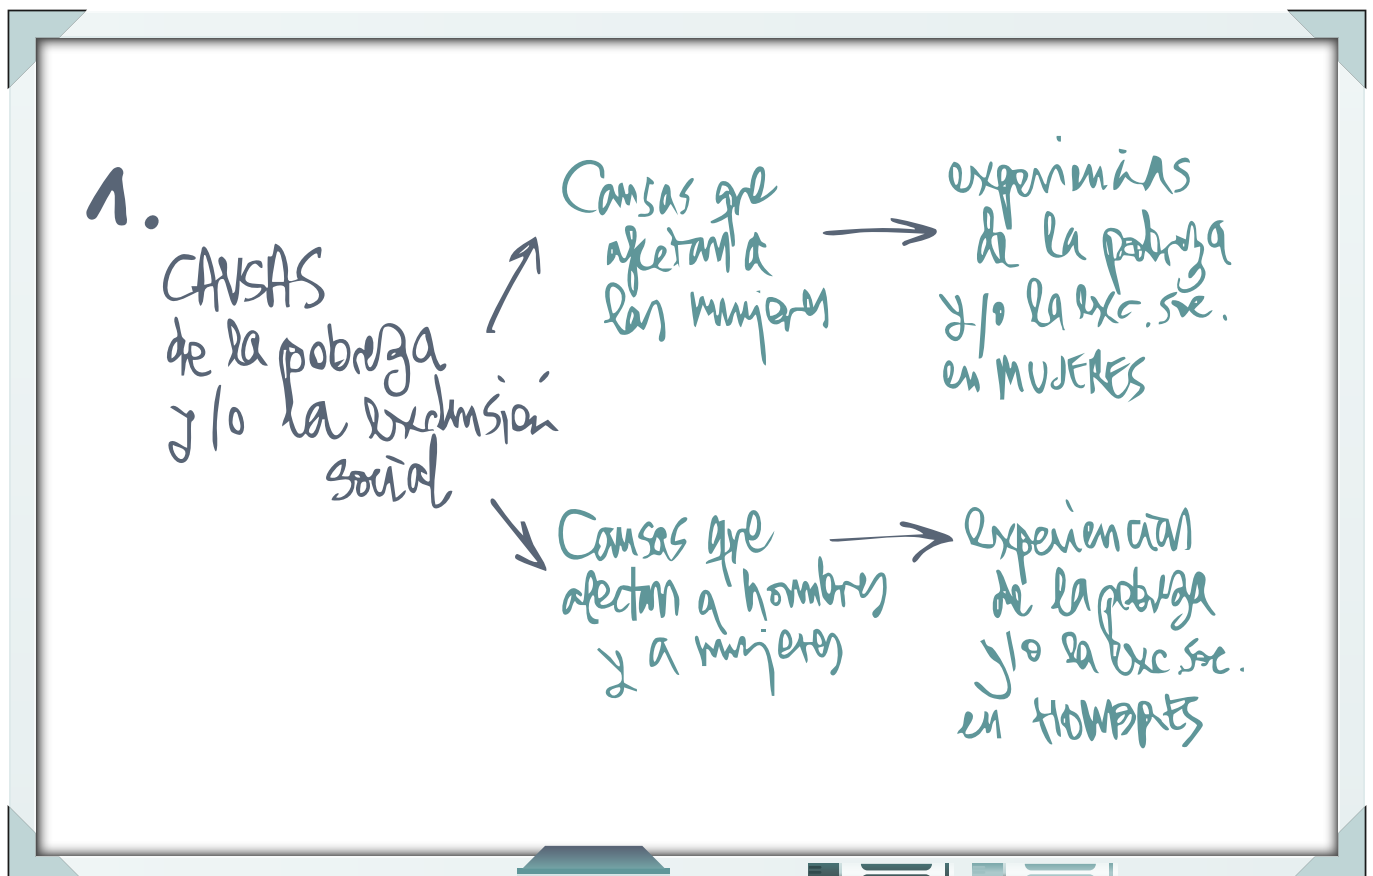 1.
CAUSAS
de la pobreza
y/o la exclusión
social
Causas que
afectan a
las mujeres
experiencias
de la pobreza
y/o la exc. soc.
en MUJERES
Causas que
afectan a hombres
y a mujeres
experiencias
de la pobreza
y/o la exc. soc.
en HOMBRES